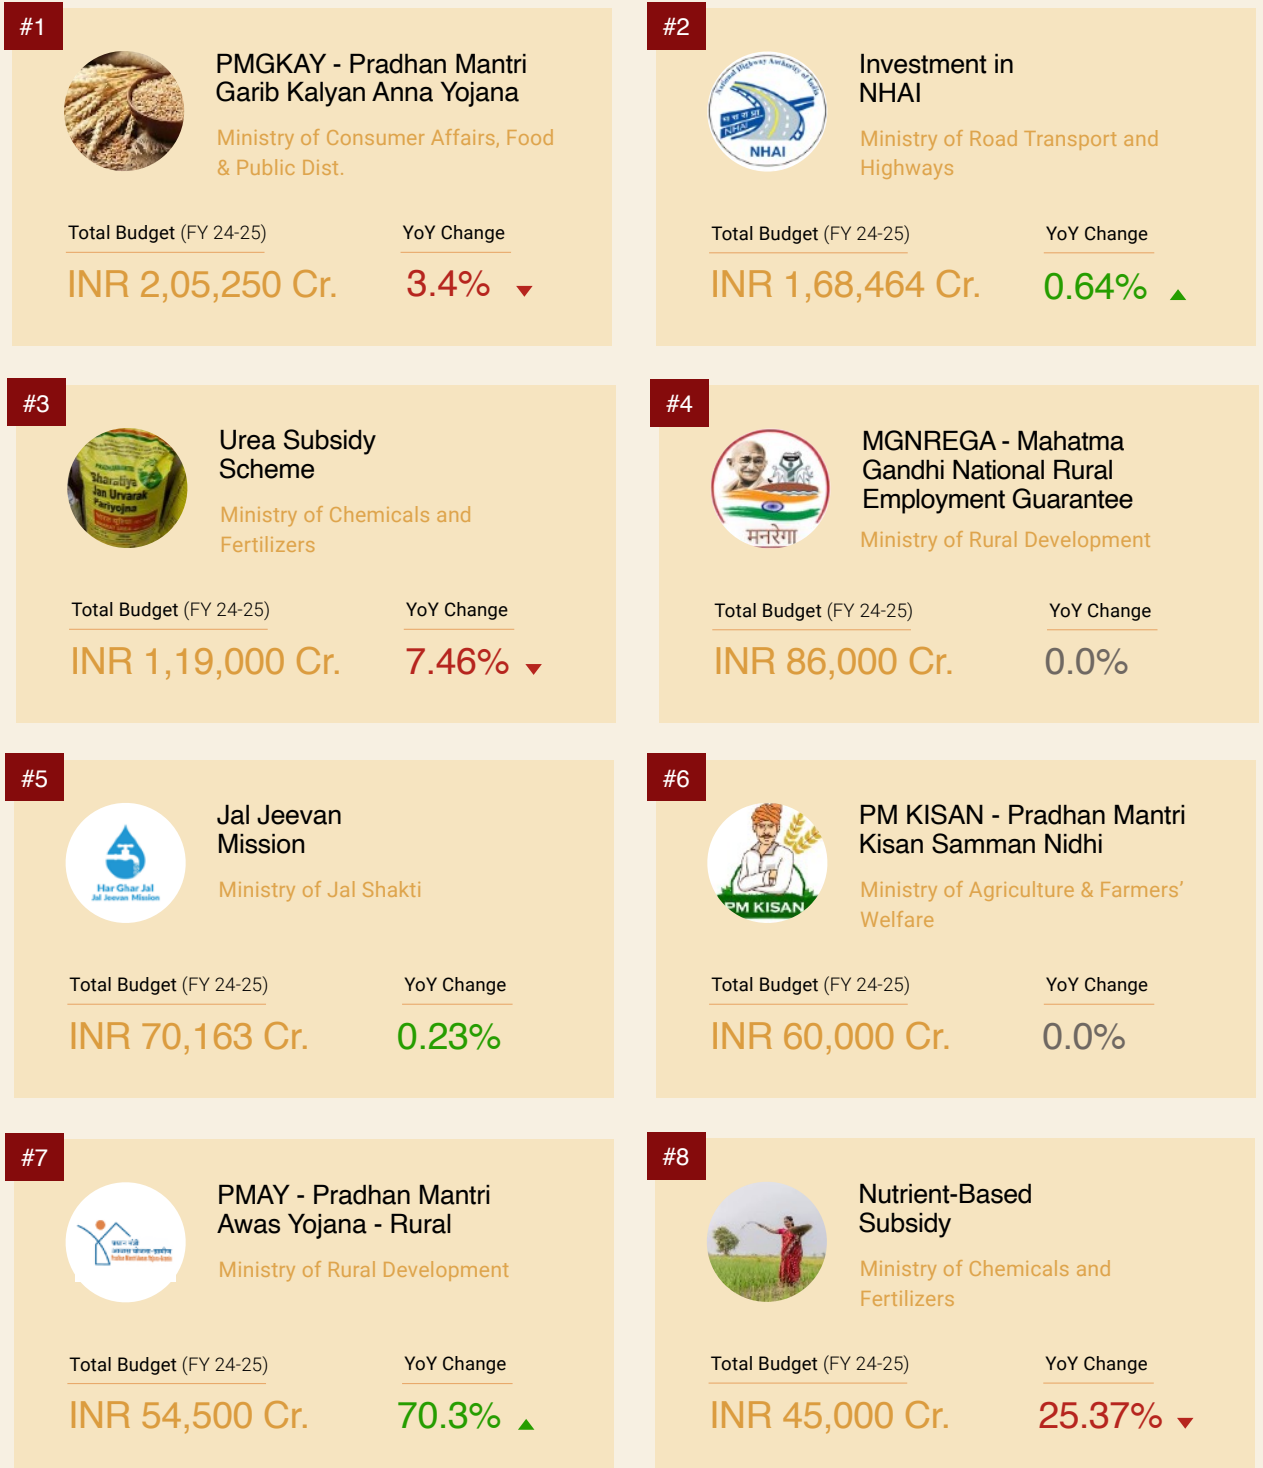 #1
PMGKAY - Pradhan Mantri
Garib Kalyan Anna Yojana
Ministry of Consumer Affairs, Food
& Public Dist.
Total Budget (FY 24-25)
YoY Change
INR 2,05,250 Cr.
3.4%
#2
National Highway Authority of India
NHAI
NHAI
Investment in
NHAI
Ministry of Road Transport and
Highways
Total Budget (FY 24-25)
YoY Change
INR 1,68,464 Cr.
0.64%
#3
Bharatiya
Jan Urvarak
Pariyojna
Urea Subsidy
Scheme
Ministry of Chemicals and
Fertilizers
Total Budget (FY 24-25)
YoY Change
INR 1,19,000 Cr.
7.46%
#4
मनरेगा
MGNREGA - Mahatma
Gandhi National Rural
Employment Guarantee
Ministry of Rural Development
Total Budget (FY 24-25)
YoY Change
INR 86,000 Cr.
0.0%
#5
Har Ghar Jal
Jal Jeevan Mission
Jal Jeevan
Mission
Ministry of Jal Shakti
Total Budget (FY 24-25)
YoY Change
INR 70,163 Cr.
0.23%
#6
PM KISAN
PM KISAN - Pradhan Mantri
Kisan Samman Nidhi
Ministry of Agriculture & Farmers’
Welfare
Total Budget (FY 24-25)
YoY Change
INR 60,000 Cr.
0.0%
#7
PMAY - Pradhan Mantri
Awas Yojana - Rural
Ministry of Rural Development
Total Budget (FY 24-25)
YoY Change
INR 54,500 Cr.
70.3%
#8
Nutrient-Based
Subsidy
Ministry of Chemicals and
Fertilizers
Total Budget (FY 24-25)
YoY Change
INR 45,000 Cr.
25.37%